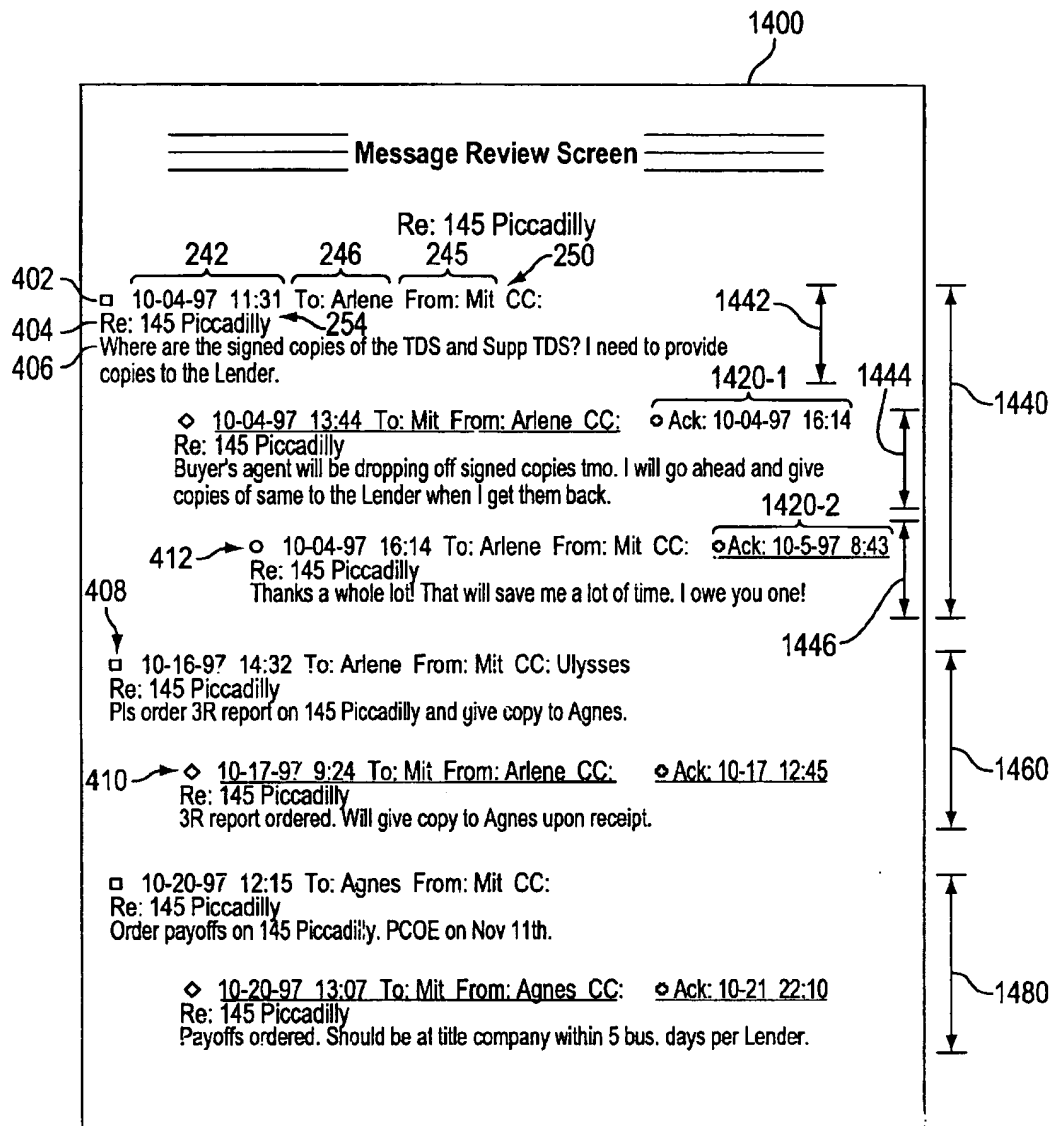 1400
Message Review Screen
Re: 145 Piccadilly
242 246 245 250
402
10-04-97 11:31 To: Arlene From: Mit CC:
404 Re: 145 Piccadilly 254
1442
406 Where are the signed copies of the TDS and Supp TDS? I need to provide
copies to the Lender.
1420-1 1444
1440
10-04-97 13:44 To: Mit From: Arlene CC: Ack: 10-04-97 16:14
Re: 145 Piccadilly
Buyer's agent will be dropping off signed copies tmo. I will go ahead and give
copies of same to the Lender when I get them back.
1420-2
412 10-04-97 16:14 To: Arlene From: Mit CC: Ack: 10-5-97 8:43
Re: 145 Piccadilly
Thanks a whole lot! That will save me a lot of time. I owe you one!
408
1446
10-16-97 14:32 To: Arlene From: Mit CC: Ulysses
Re: 145 Piccadilly
Pls order 3R report on 145 Piccadilly and give copy to Agnes.
1460
410 10-17-97 9:24 To: Mit From: Arlene CC: Ack: 10-17 12:45
Re: 145 Piccadilly
3R report ordered. Will give copy to Agnes upon receipt.
10-20-97 12:15 To: Agnes From: Mit CC:
Re: 145 Piccadilly
Order payoffs on 145 Piccadilly. PCOE on Nov 11th.
1480
10-20-97 13:07 To: Mit From: Agnes CC: Ack: 10-21 22:10
Re: 145 Piccadilly
Payoffs ordered. Should be at title company within 5 bus. days per Lender.